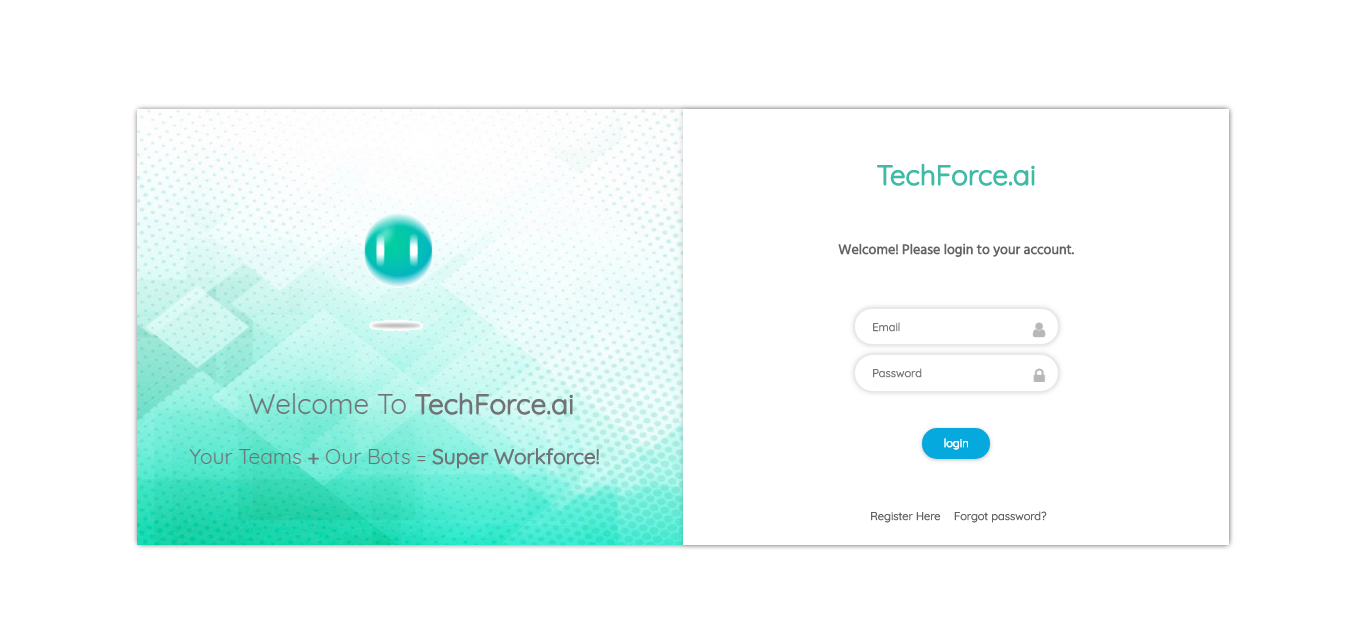 Welcome To TechForce.ai
Your Teams + Our Bots = Super Workforce!
TechForce.ai
Welcome! Please login to your account.
Email
Password
login
Register Here Forgot password?